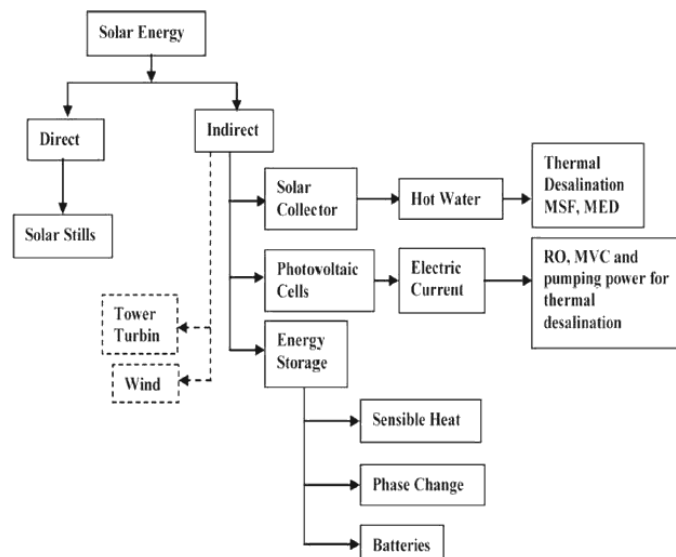 Solar Energy
Direct
Indirect
Solar Stills
Solar
Collector
Hot Water
Thermal
Desalination
MSF, MED
Photovoltaic
Cells
Electric
Current
RO, MVC and
pumping power for
thermal
desalination
Tower
Turbin
Wind
Energy
Storage
Sensible Heat
Phase Change
Batteries